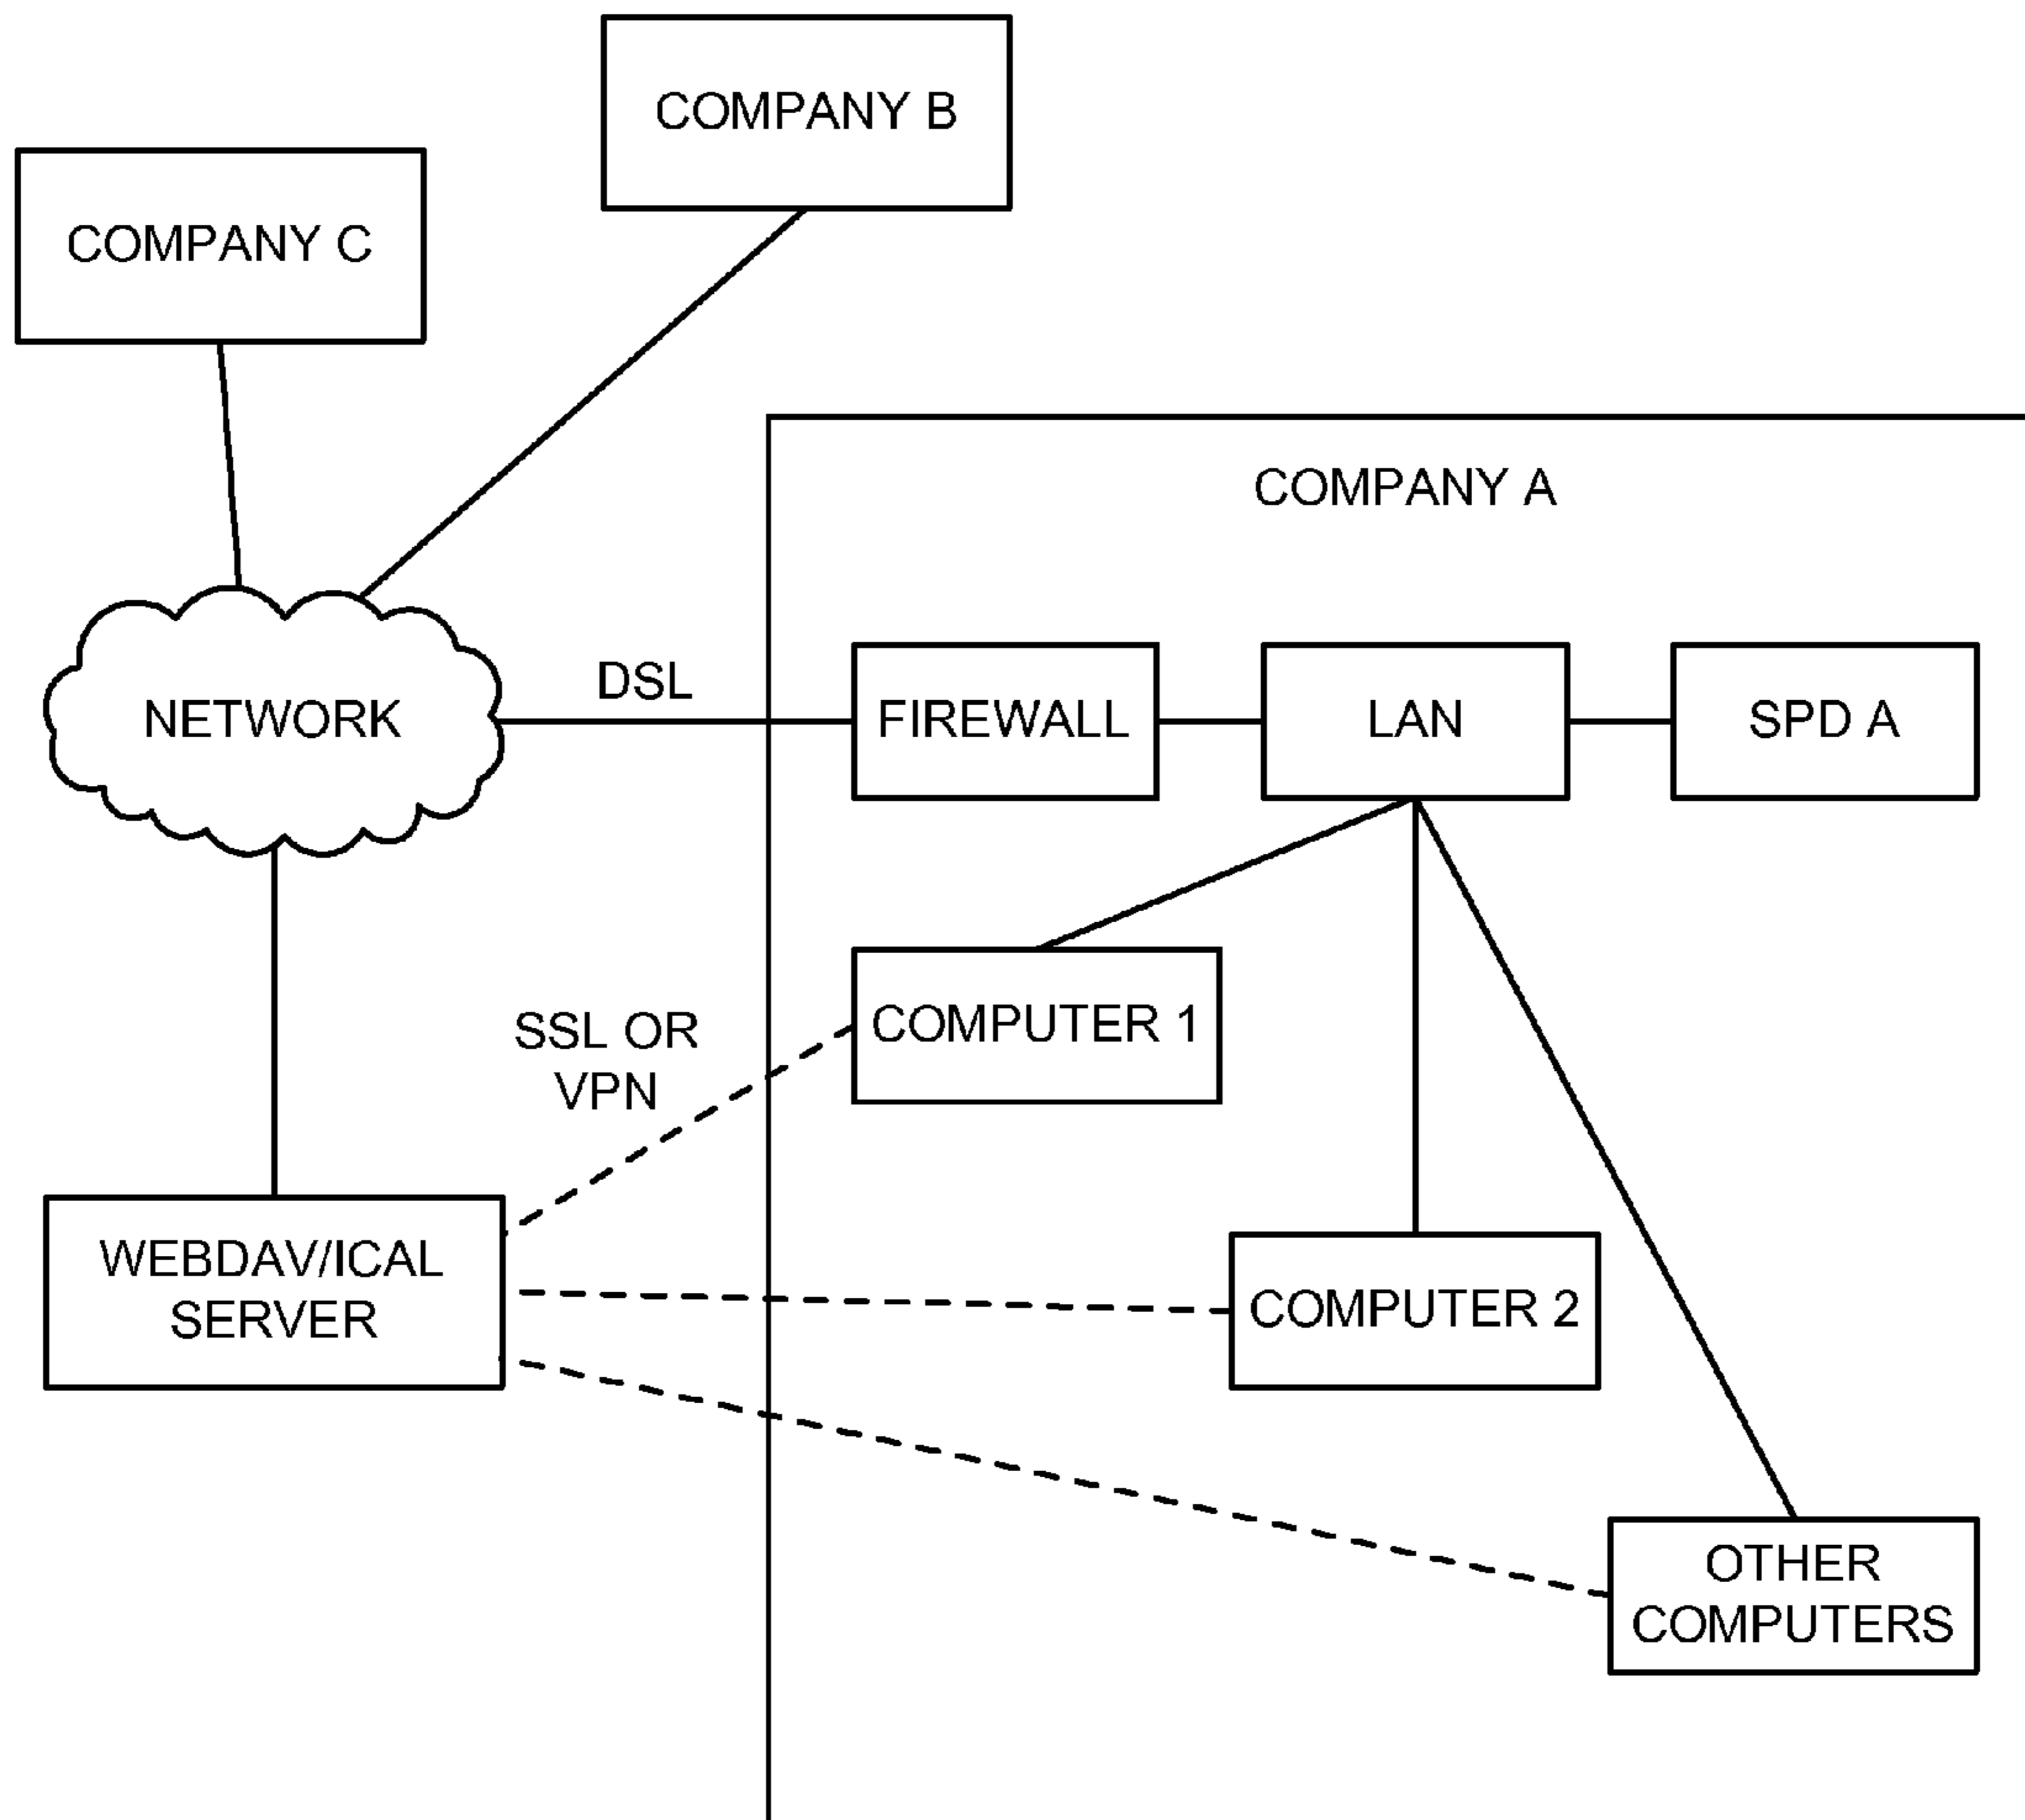 COMPANY B
COMPANY C
COMPANY A
DSL
NETWORK
FIREWALL
LAN
SPD A
SSL OR
VPN
COMPUTER 1
WEBDAV/ICAL
SERVER
COMPUTER 2
OTHER
COMPUTERS